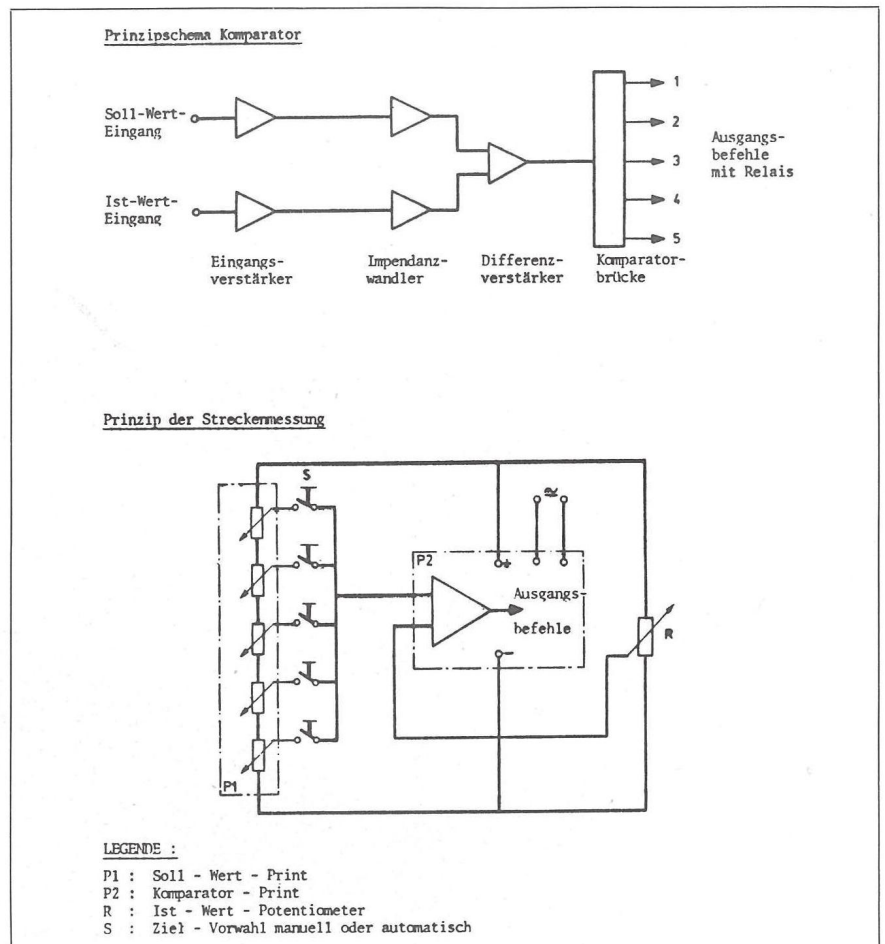 Prinzipschema Komparator
Soll-Wert-
Eingang
Ist-Wert-
Eingang
Eingangs-
verstärker
Impendanz-
wandler
Differenz-
verstärker
Komparator-
brücke
1
2
3
4
5
Ausgangs-
befehle
mit Relais
Prinzip der Streckenmessung
S
P1
P2
+
Ausgangs-
befehle
-
R
LEGENDE :
P1 : Soll - Wert - Print
P2 : Komparator - Print
R : Ist - Wert - Potentiometer
S : Ziel - Vorwahl manuell oder automatisch